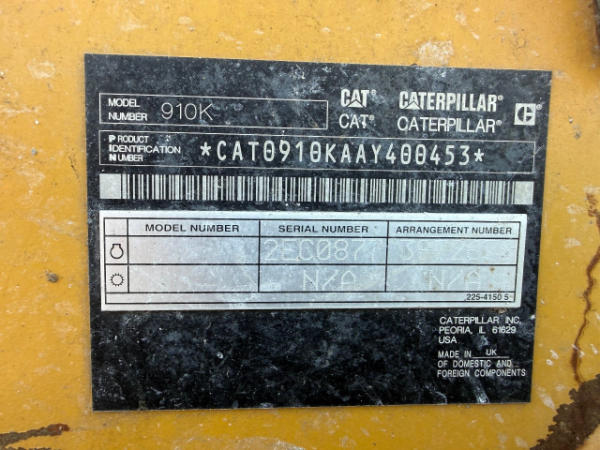 MODEL NUMBER 910K
CAT® CATERPILLAR®
CAT® CATERPILLAR®
PRODUCT IDENTIFICATION NUMBER *CAT0910KAAY400453*
MODEL NUMBER SERIAL NUMBER ARRANGEMENT NUMBER
N/A N/A
225-4150 5
CATERPILLAR INC.
PEORIA, IL 61629
USA
MADE IN UK
OF DOMESTIC AND
FOREIGN COMPONENTS